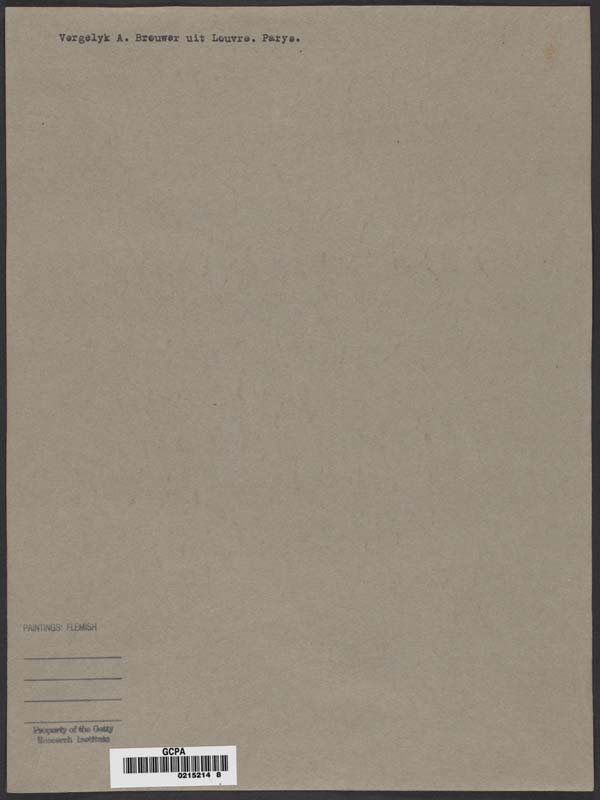 Vergelyk A. Brouwer uit Louvre. Parys.
PAINTINGS: FLEMISH
Property of the Getty
Research Institute
GCPA
0215214 8